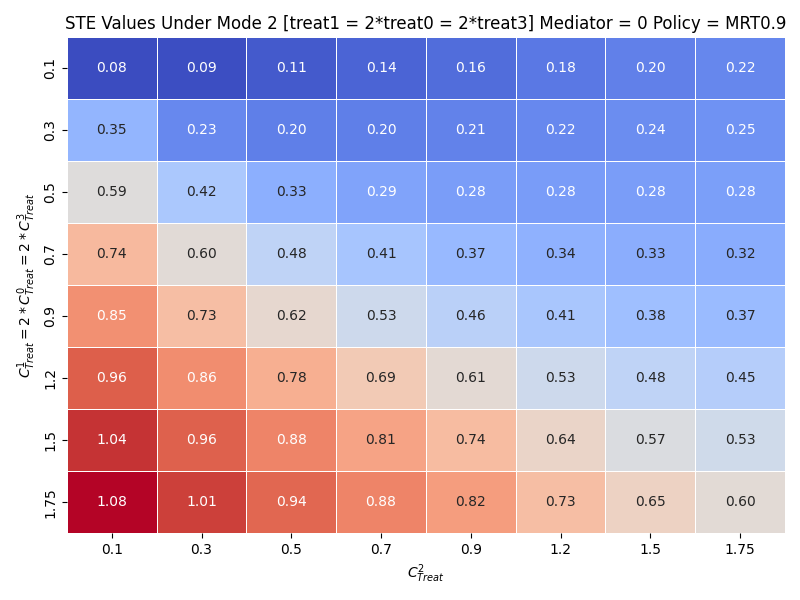 STE Values Under Mode 2 [treat1 = 2*treat0 = 2*treat3] Mediator = 0 Policy = MRT0.9
C^1_{Treat} = 2 * C^0_{Treat} = 2 * C^3_{Treat}
0.1 0.08 0.09 0.11 0.14 0.16 0.18 0.20 0.22
0.3 0.35 0.23 0.20 0.20 0.21 0.22 0.24 0.25
0.5 0.59 0.42 0.33 0.29 0.28 0.28 0.28 0.28
0.7 0.74 0.60 0.48 0.41 0.37 0.34 0.33 0.32
0.9 0.85 0.73 0.62 0.53 0.46 0.41 0.38 0.37
1.2 0.96 0.86 0.78 0.69 0.61 0.53 0.48 0.45
1.5 1.04 0.96 0.88 0.81 0.74 0.64 0.57 0.53
1.75 1.08 1.01 0.94 0.88 0.82 0.73 0.65 0.60
0.1 0.3 0.5 0.7 0.9 1.2 1.5 1.75
C^2_{Treat}